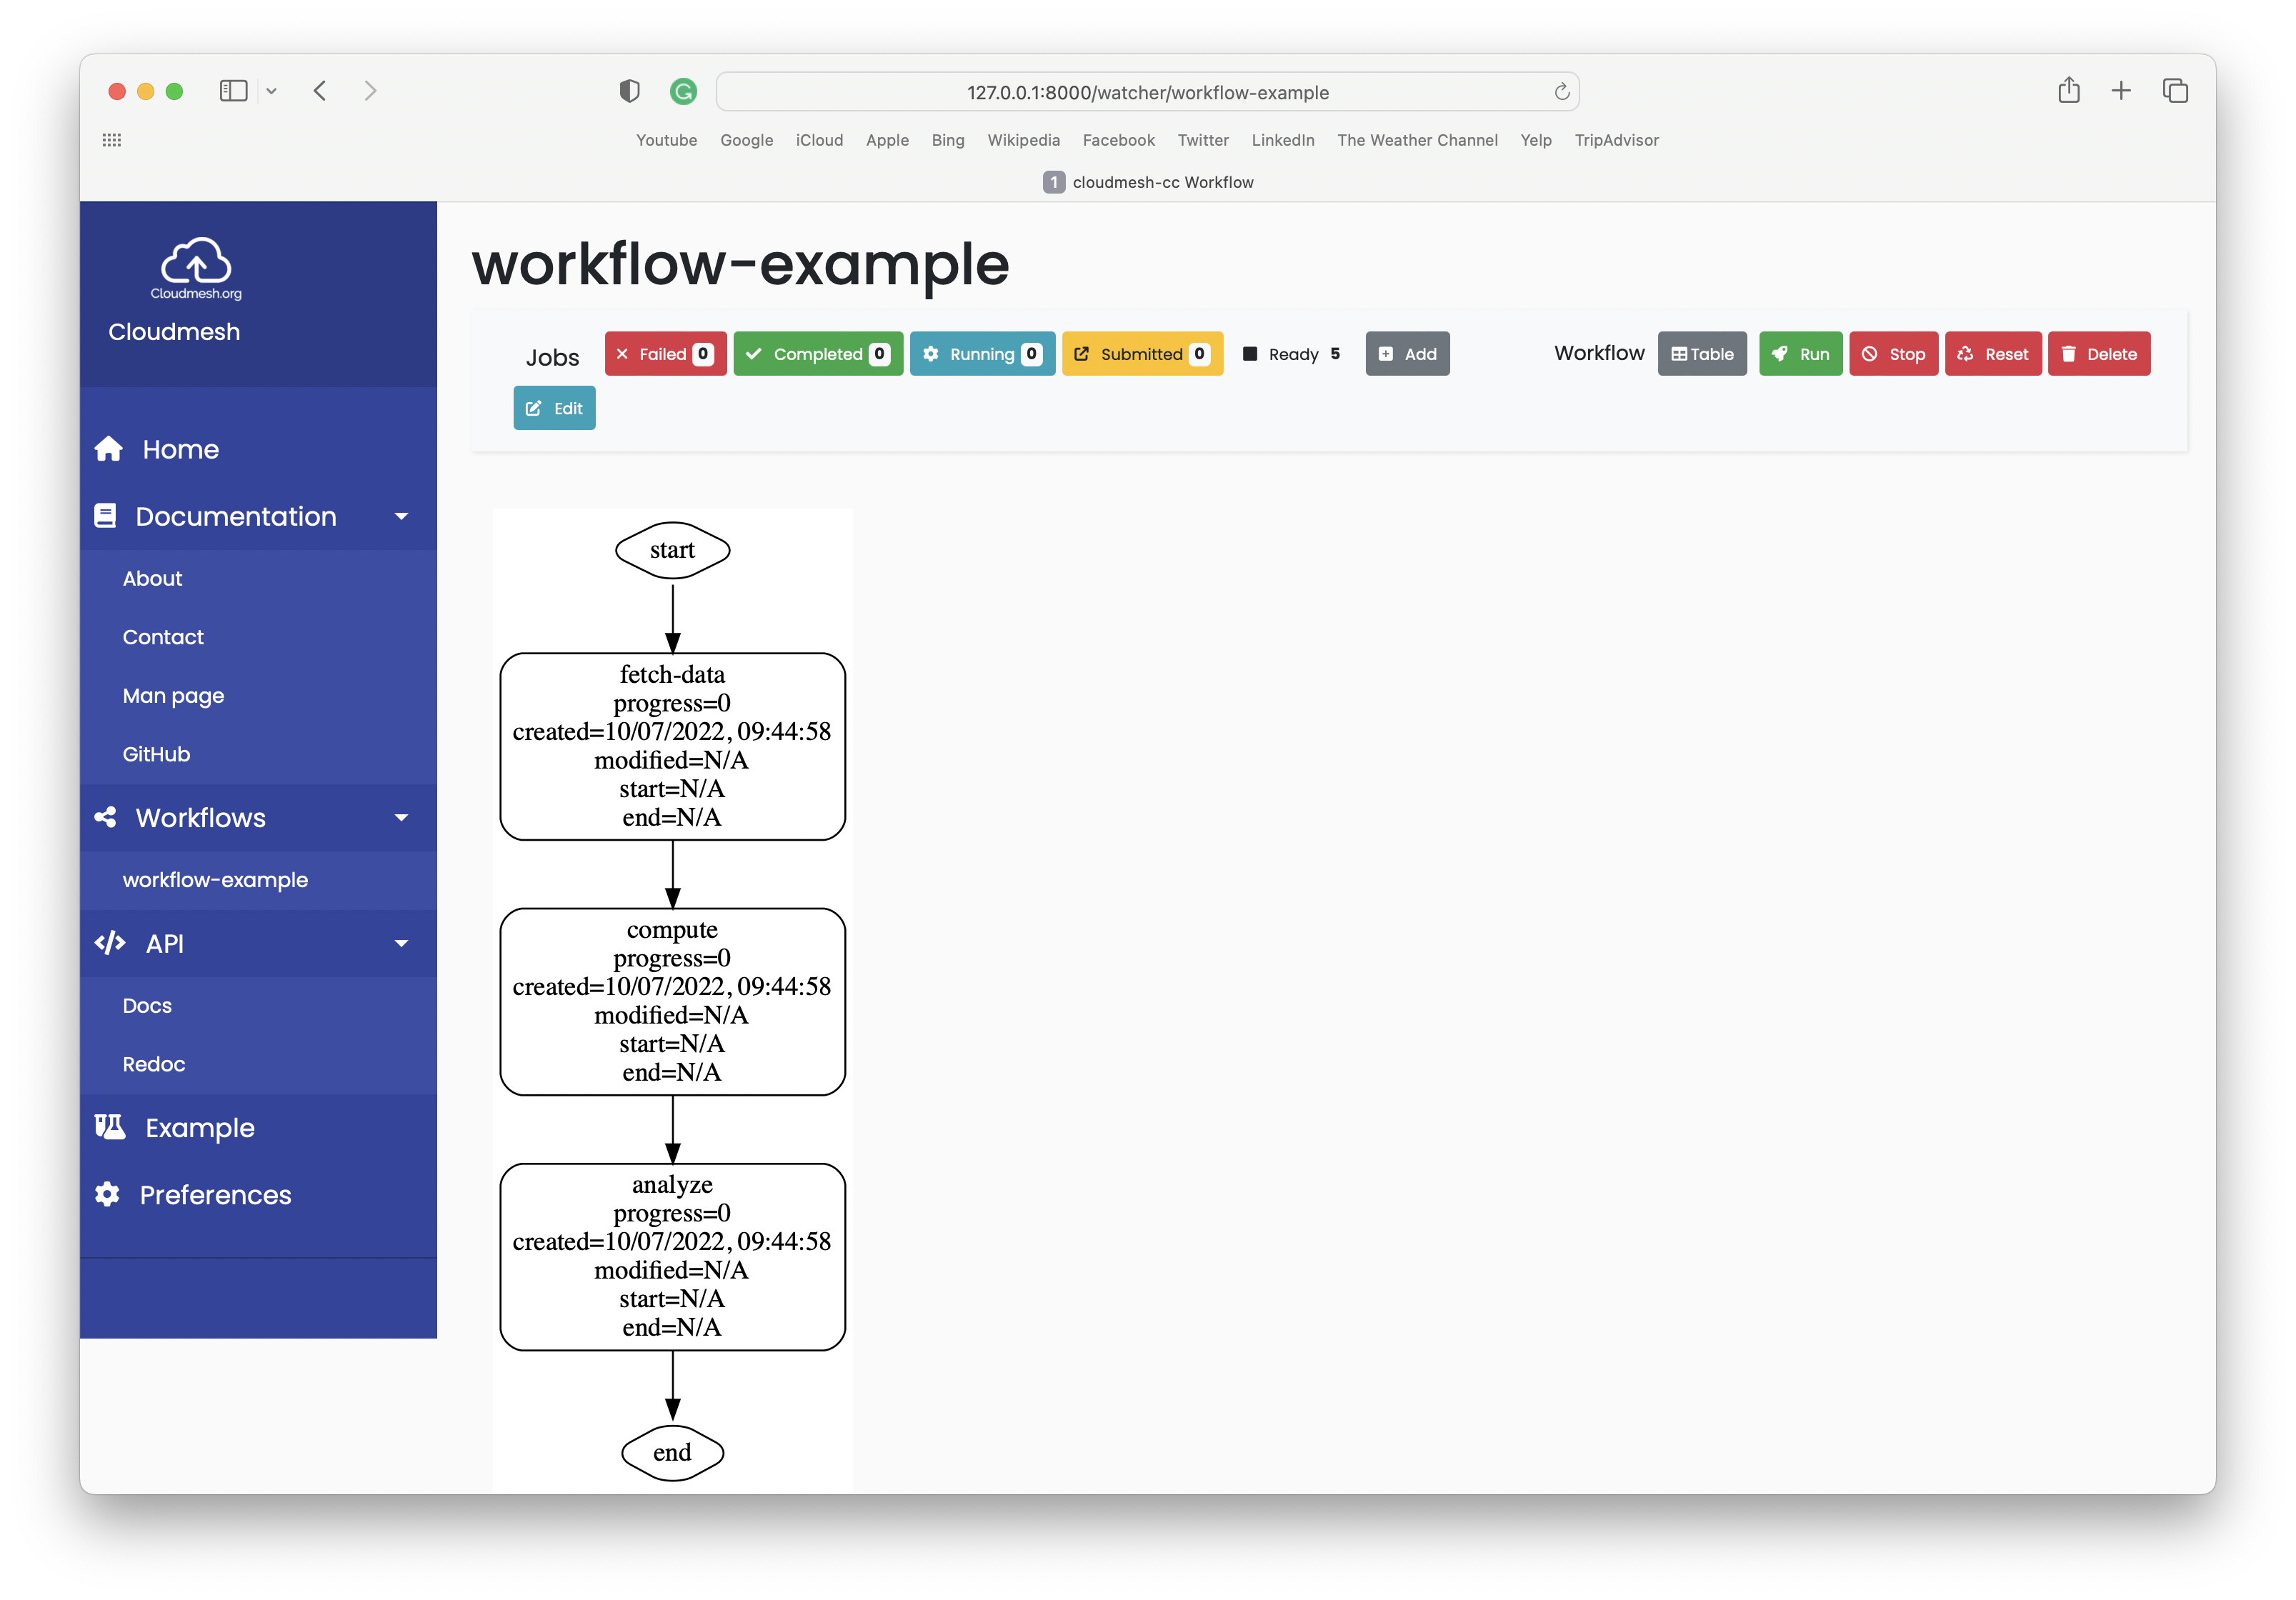 127.0.0.1:8000/watcher/workflow-example
Youtube Google iCloud Apple Bing Wikipedia Facebook Twitter LinkedIn The Weather Channel Yelp TripAdvisor
1 cloudmesh-cc Workflow
Cloudmesh.org
Cloudmesh
Home
Documentation
About
Contact
Man page
GitHub
Workflows
workflow-example
API
Docs
Redoc
Example
Preferences
workflow-example
Jobs Failed 0 Completed 0 Running 0 Submitted 0 Ready 5 Add Workflow Table Run Stop Reset Delete
Edit
start
fetch-data
progress=0
created=10/07/2022, 09:44:58
modified=N/A
start=N/A
end=N/A
compute
progress=0
created=10/07/2022, 09:44:58
modified=N/A
start=N/A
end=N/A
analyze
progress=0
created=10/07/2022, 09:44:58
modified=N/A
start=N/A
end=N/A
end